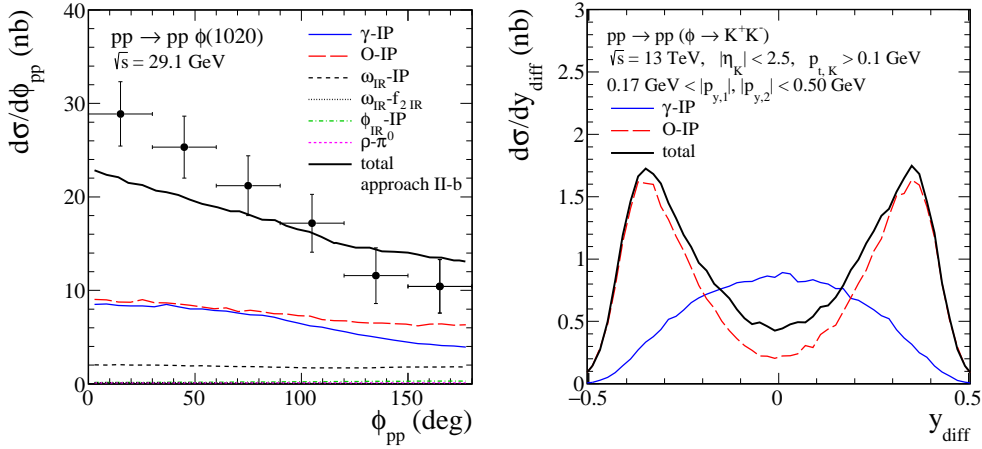 dσ/dϕ_pp (nb)
40
30
20
10
0
pp → pp ϕ(1020)
√s = 29.1 GeV
γ-IP
O-IP
ω_IR-IP
ω_IR-f_2 IR
ϕ_IR-IP
ρ-π⁰
total
approach II-b
0
50
100
150
ϕ_pp (deg)
dσ/dy_diff (nb)
3
2.5
2
1.5
1
0.5
0
pp → pp (ϕ → K⁺K⁻)
√s = 13 TeV, |η_K| < 2.5, p_t,K > 0.1 GeV
0.17 GeV < |p_y,1|, |p_y,2| < 0.50 GeV
γ-IP
O-IP
total
−0.5
0
0.5
y_diff